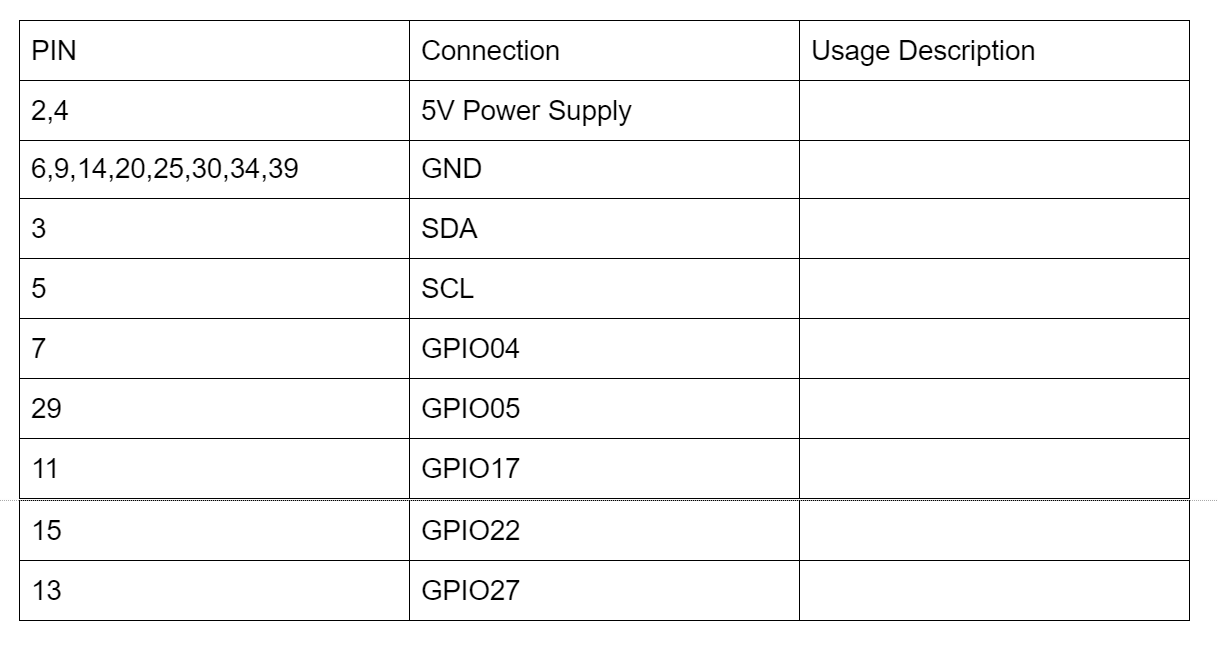 PIN Connection Usage Description
2,4 5V Power Supply
6,9,14,20,25,30,34,39 GND
3 SDA
5 SCL
7 GPIO04
29 GPIO05
11 GPIO17
15 GPIO22
13 GPIO27